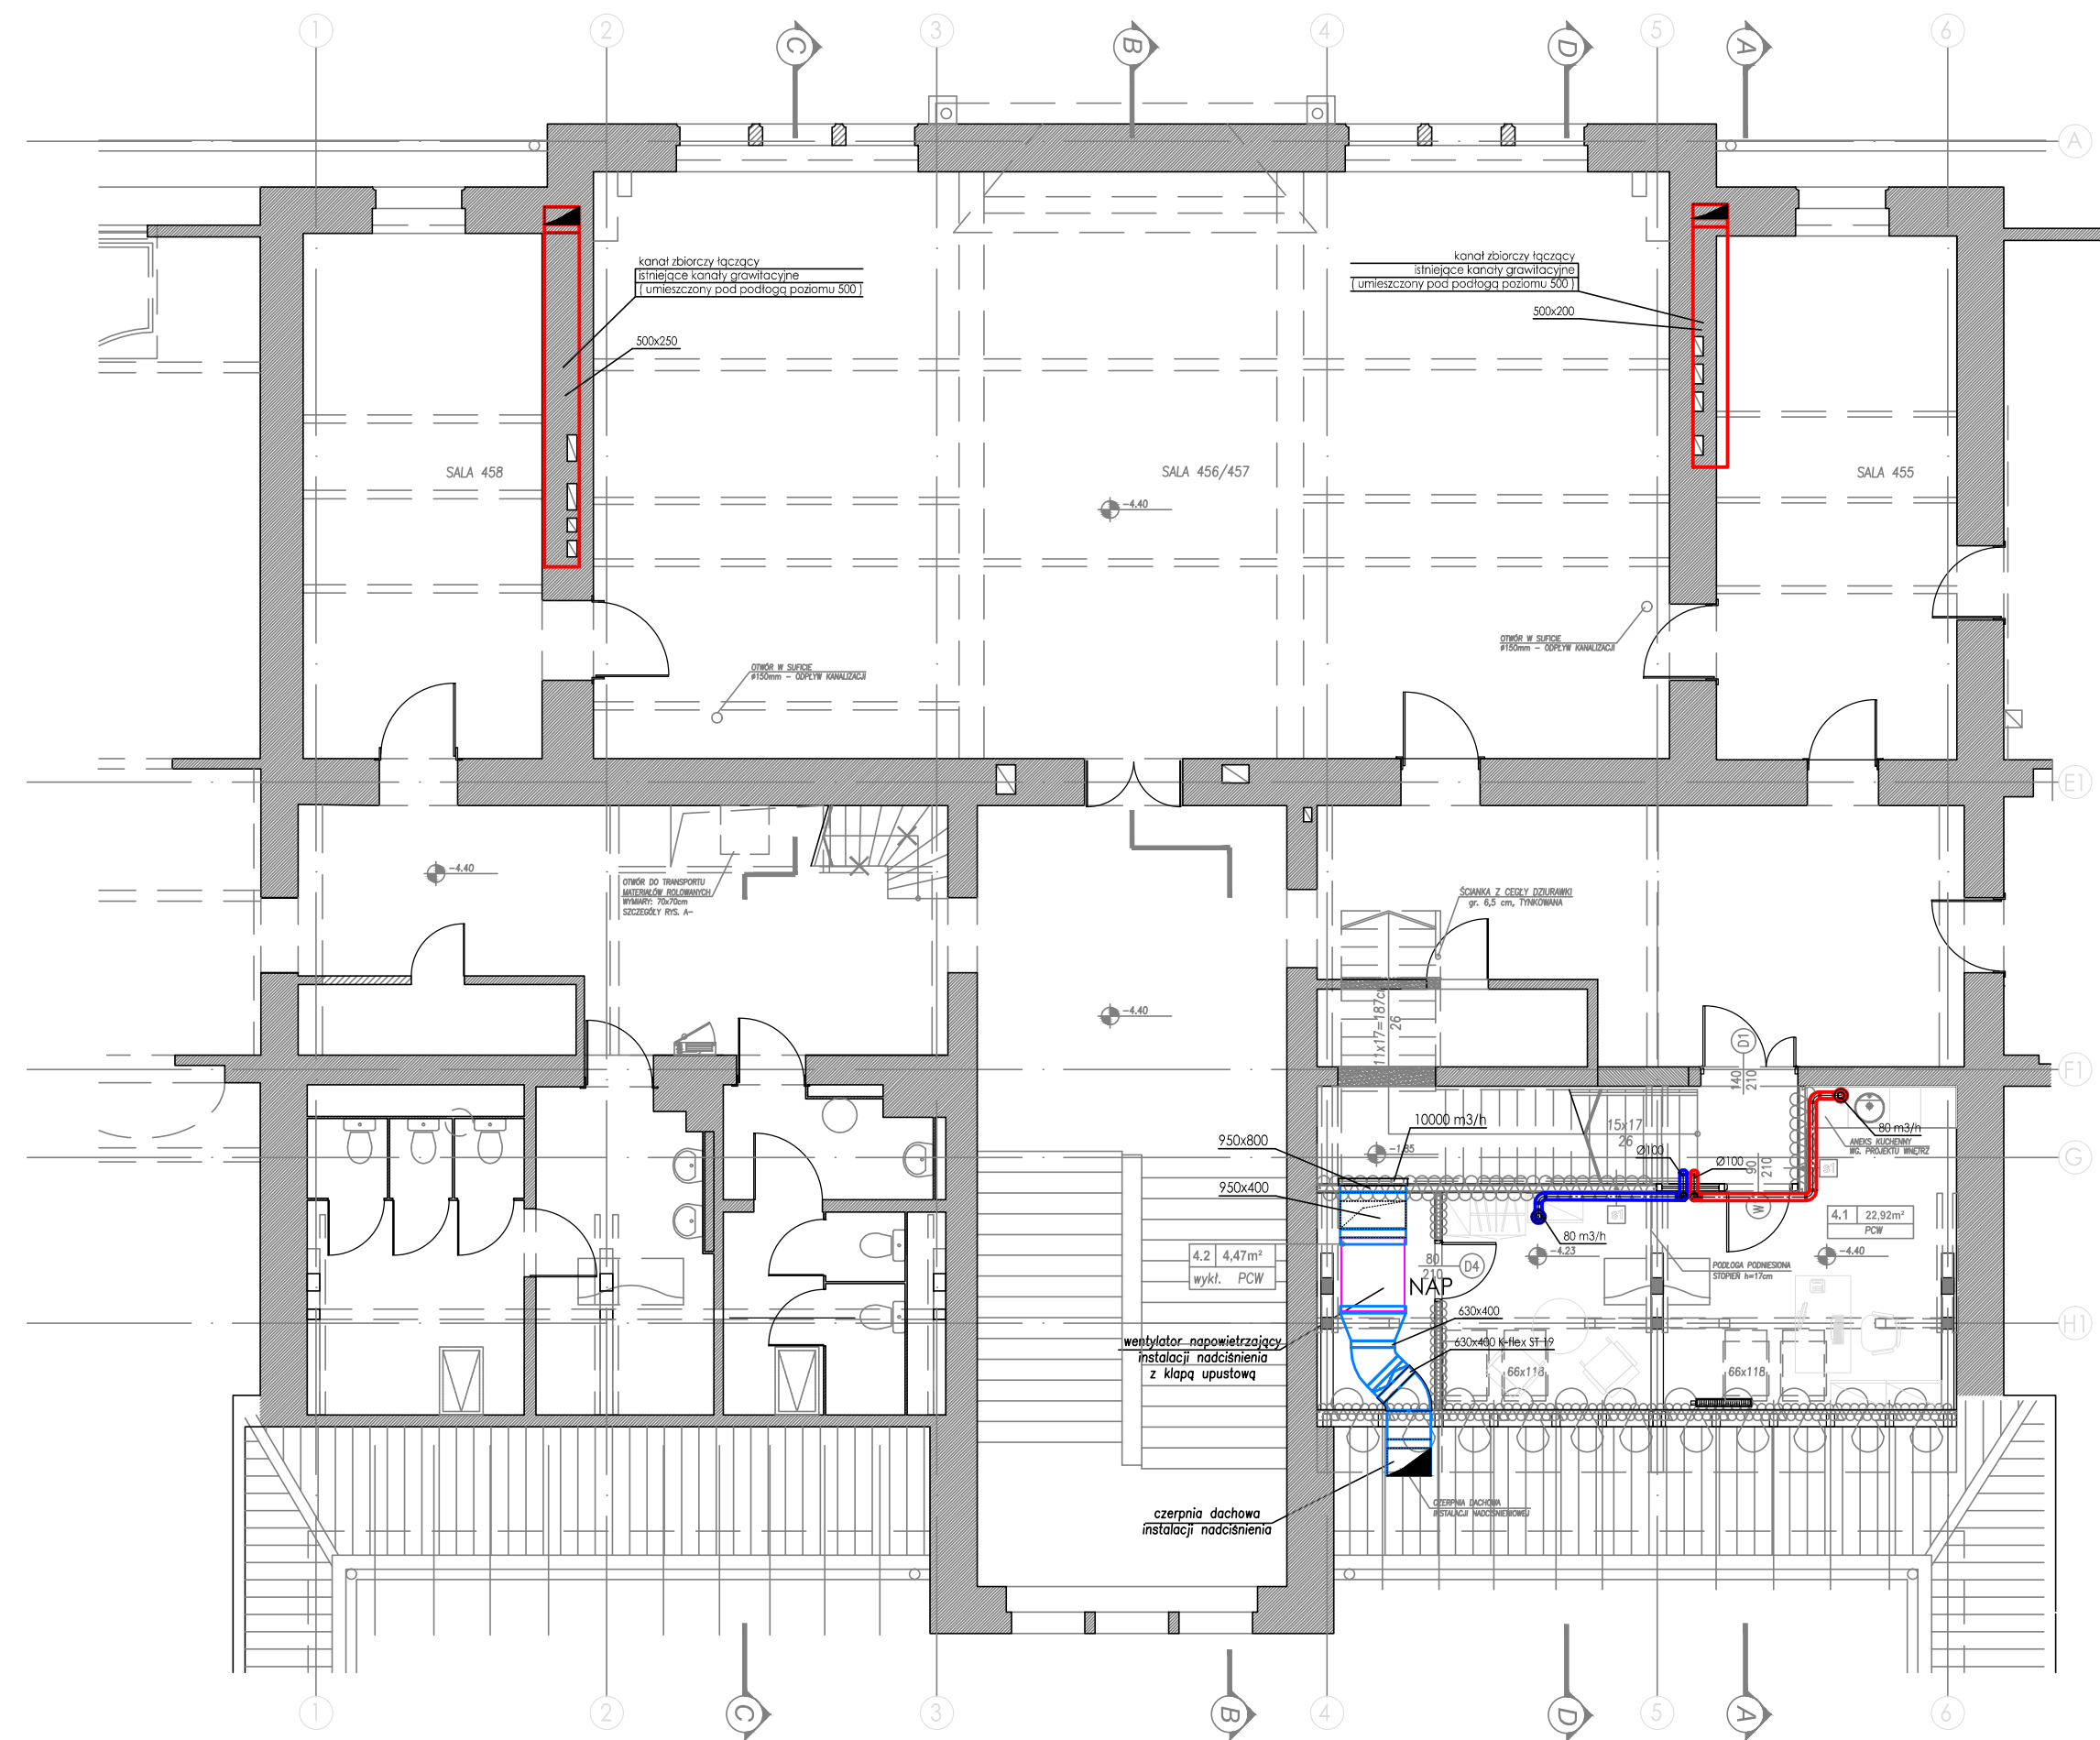 1
2
C
3
B
4
D
5
A
6
A
kanał zbiorczy łączący
istniejące kanały grawitacyjne
( umieszczony pod podłogą poziomu 500 )
500x250
kanał zbiorczy łączący
istniejące kanały grawitacyjne
( umieszczony pod podłogą poziomu 500 )
500x200
SALA 458
SALA 456/457
SALA 455
-4.40
OTWÓR W SUFICIE
ø150mm - ODPŁYW KANALIZACJI
OTWÓR W SUFICIE
ø150mm - ODPŁYW KANALIZACJI
E1
-4.40
OTWÓR DO TRANSPORTU
MATERIAŁÓW ROLOWANYCH
WYMIARY: 70x70cm
SZCZEGÓŁY RYS. A-
ŚCIANKA Z CEGŁY DZIURAWKI
gr. 6,5 cm, TYNKOWANA
-4.40
11x17=187cm
26
D1
140
210
F1
10000 m3/h
950x800
950x400
-1.85
15x17
26
Ø100
Ø100
90
210
W
80 m3/h
ANEKS KUCHENNY
WG. PROJEKTU WNĘTRZ
S1
G
S1
80 m3/h
4.1 22,92m²
PCW
-4.23
-4.40
4.2 4,47m²
wykł. PCW
80
210
D4
NAP
PODŁOGA PODNIESIONA
STOPIEŃ h=17cm
630x400
630x400 K-flex ST 19
H1
wentylator napowietrzający
instalacji nadciśnienia
z klapą upustową
66x118
66x118
czerpnia dachowa
instalacji nadciśnienia
CZERPNIA DACHOWA
INSTALACJI NADCIŚNIENIOWEJ
1
2
C
3
B
4
D
5
A
6